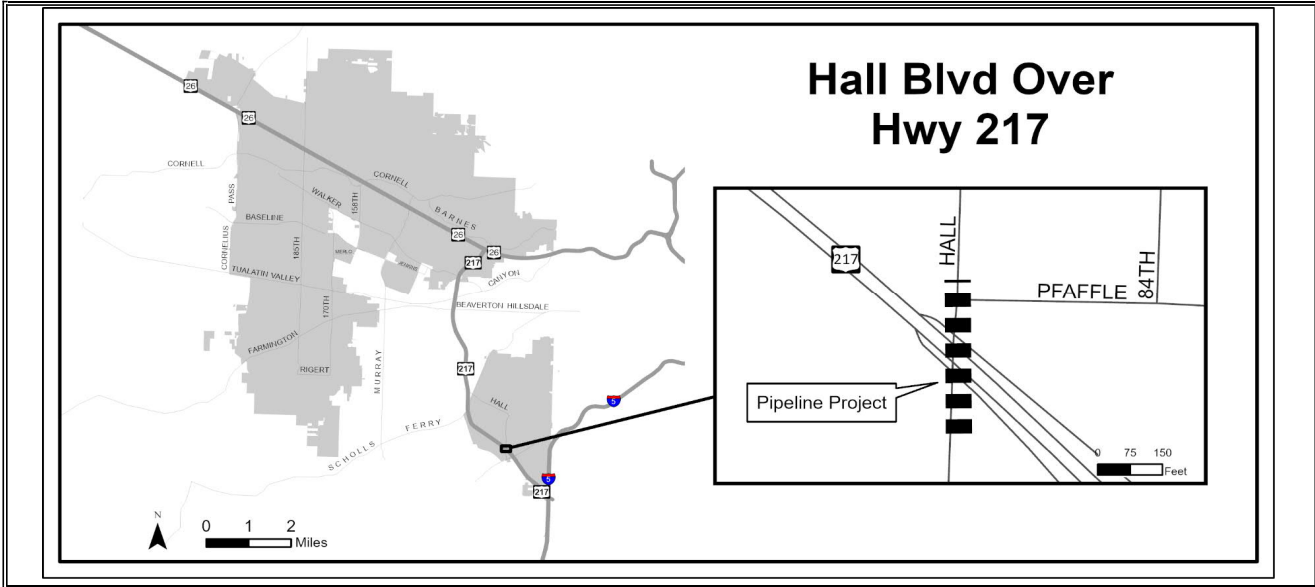 Hall Blvd Over
Hwy 217
26
26
CORNELL
CORNELL
PASS
WALKER
158TH
BARNES
BASELINE
26
26
217
185TH
MERLO
JENKINS
CORNELIUS
CANYON
TUALATIN VALLEY
BEAVERTON HILLSDALE
170TH
FARMINGTON
MURRAY
217
RIGERT
HALL
5
SCHOLLS FERRY
5
217
N
0 1 2
Miles
HALL
217
84TH
PFAFFLE
Pipeline Project
0 75 150
Feet